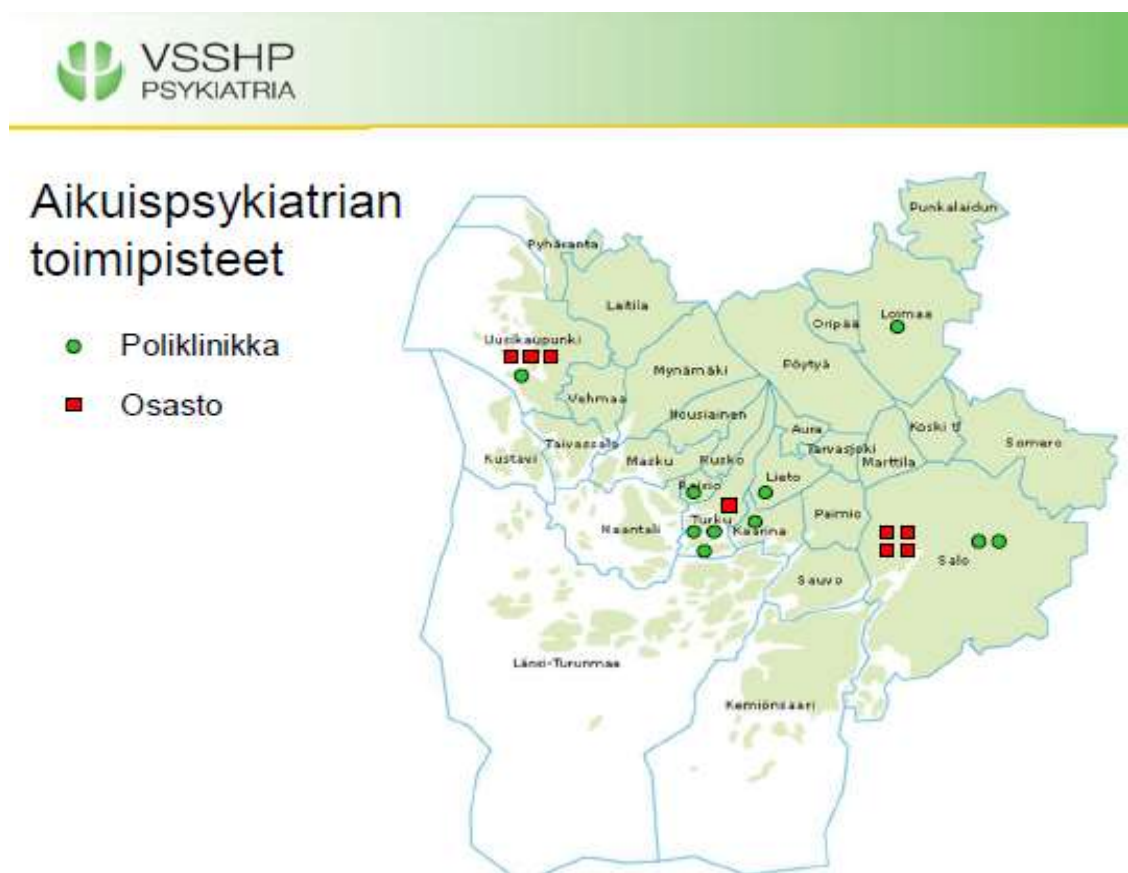 VSSHP
PSYKIATRIA
Aikuispsykiatrian
toimipisteet
Poliklinikka
Osasto
Punkalaidun
Pyhäranta
Laitila
Oripää
Loimaa
Uusikaupunki
Mynämäki
Pöytyä
Vehmaa
Nousiainen
Aura
Koski tl
Somero
Taivassalo
Tarvasjoki
Kustavi
Masku
Rusko
Marttila
Lieto
Raisio
Paimio
Turku
Naantali
Kaarina
Salo
Sauvo
Länsi-Turunmaa
Kemiönsaari